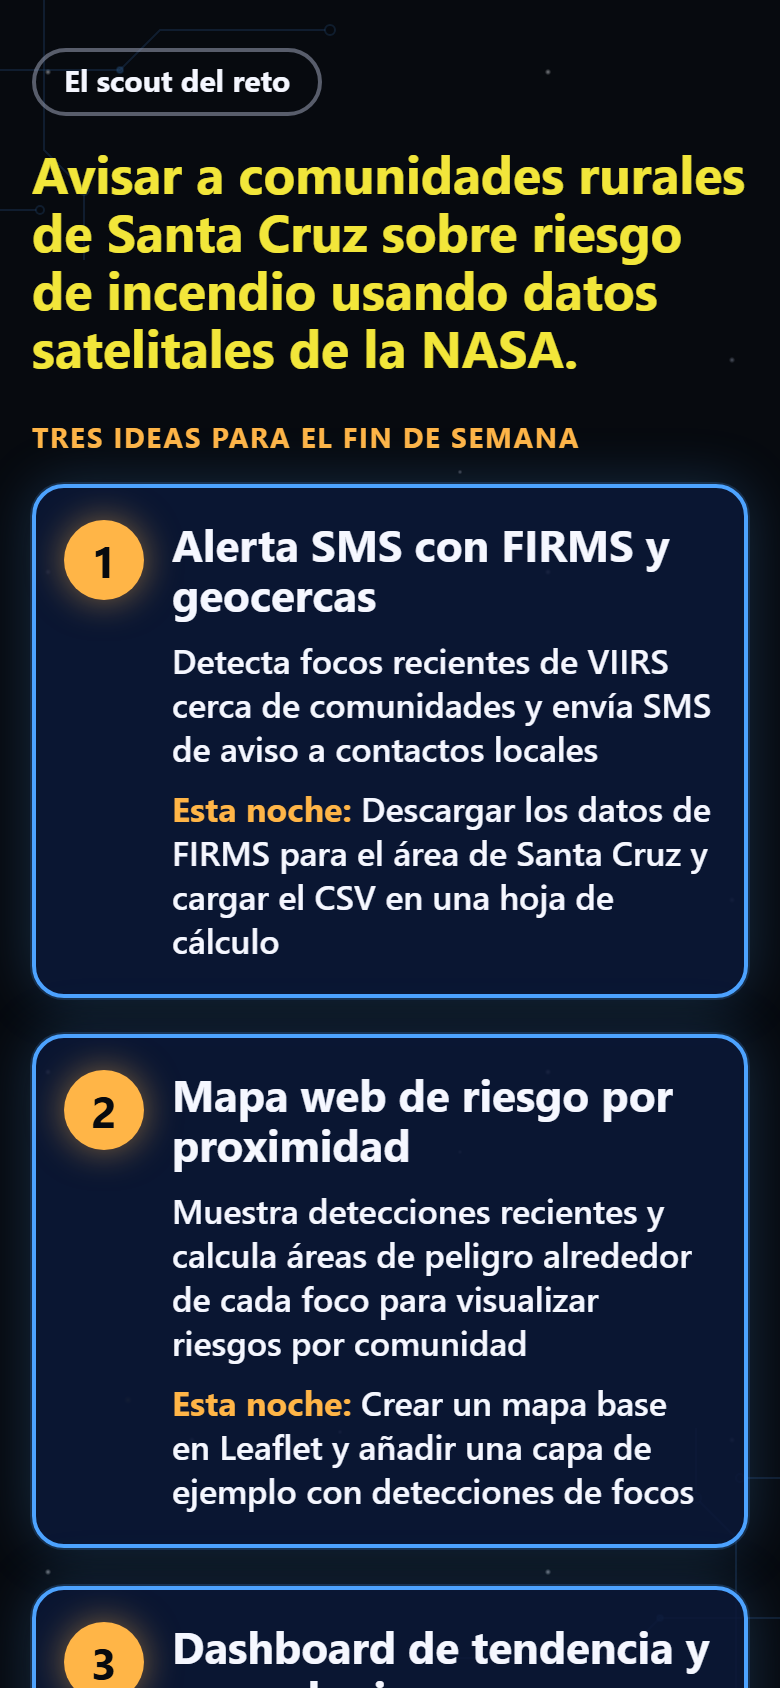 El scout del reto
Avisar a comunidades rurales
de Santa Cruz sobre riesgo
de incendio usando datos
satelitales de la NASA.
TRES IDEAS PARA EL FIN DE SEMANA
1
Alerta SMS con FIRMS y
geocercas
Detecta focos recientes de VIIRS
cerca de comunidades y envía SMS
de aviso a contactos locales
Esta noche: Descargar los datos de
FIRMS para el área de Santa Cruz y
cargar el CSV en una hoja de
cálculo
2
Mapa web de riesgo por
proximidad
Muestra detecciones recientes y
calcula áreas de peligro alrededor
de cada foco para visualizar
riesgos por comunidad
Esta noche: Crear un mapa base
en Leaflet y añadir una capa de
ejemplo con detecciones de focos
3
Dashboard de tendencia y